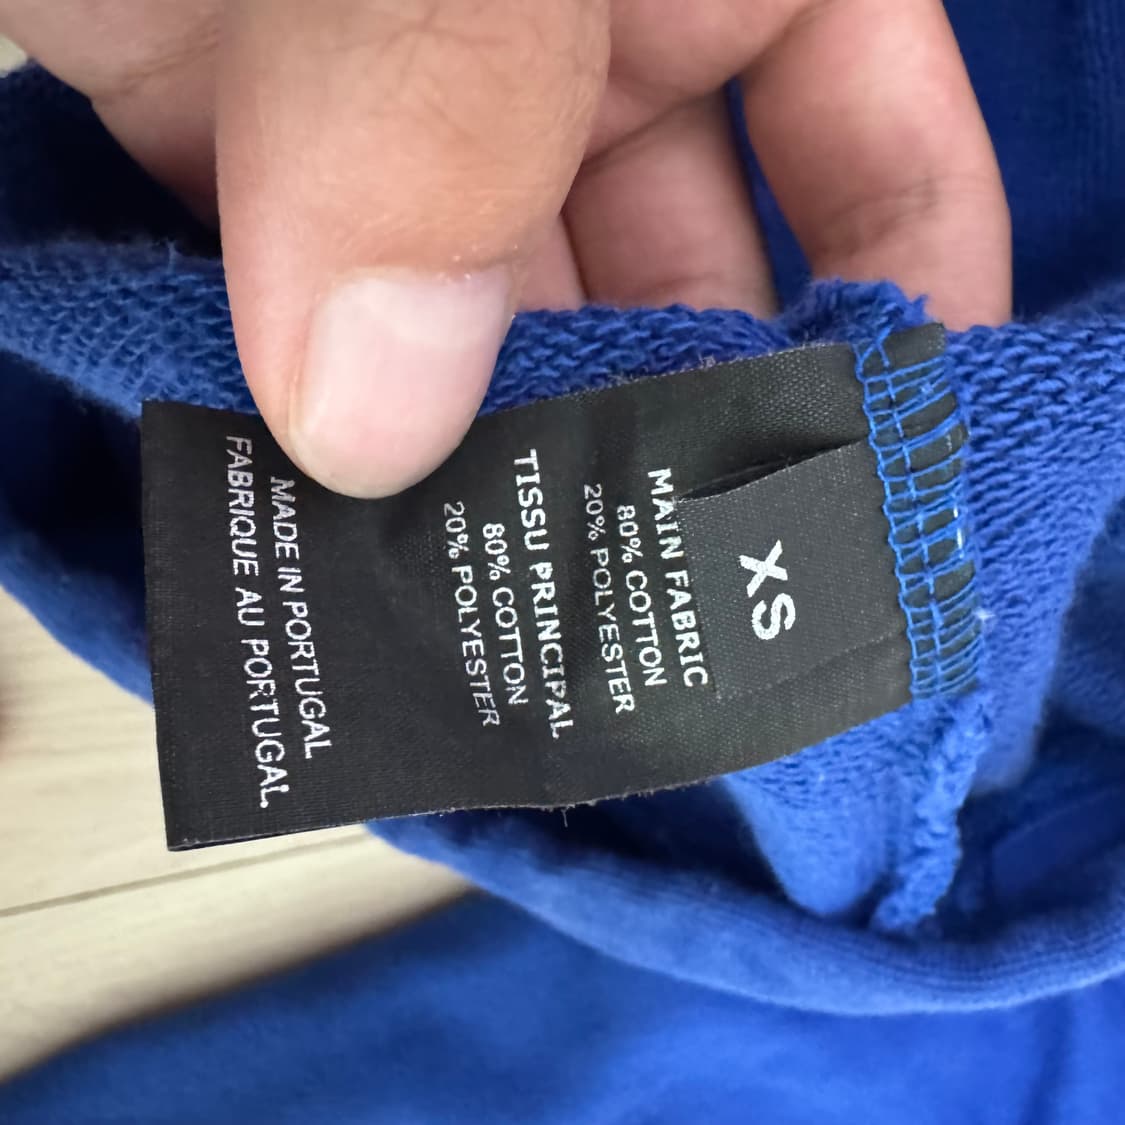 XS
MAIN FABRIC
80% COTTON
20% POLYESTER
TISSU PRINCIPAL
80% COTTON
20% POLYESTER
MADE IN PORTUGAL
FABRIQUE AU PORTUGAL